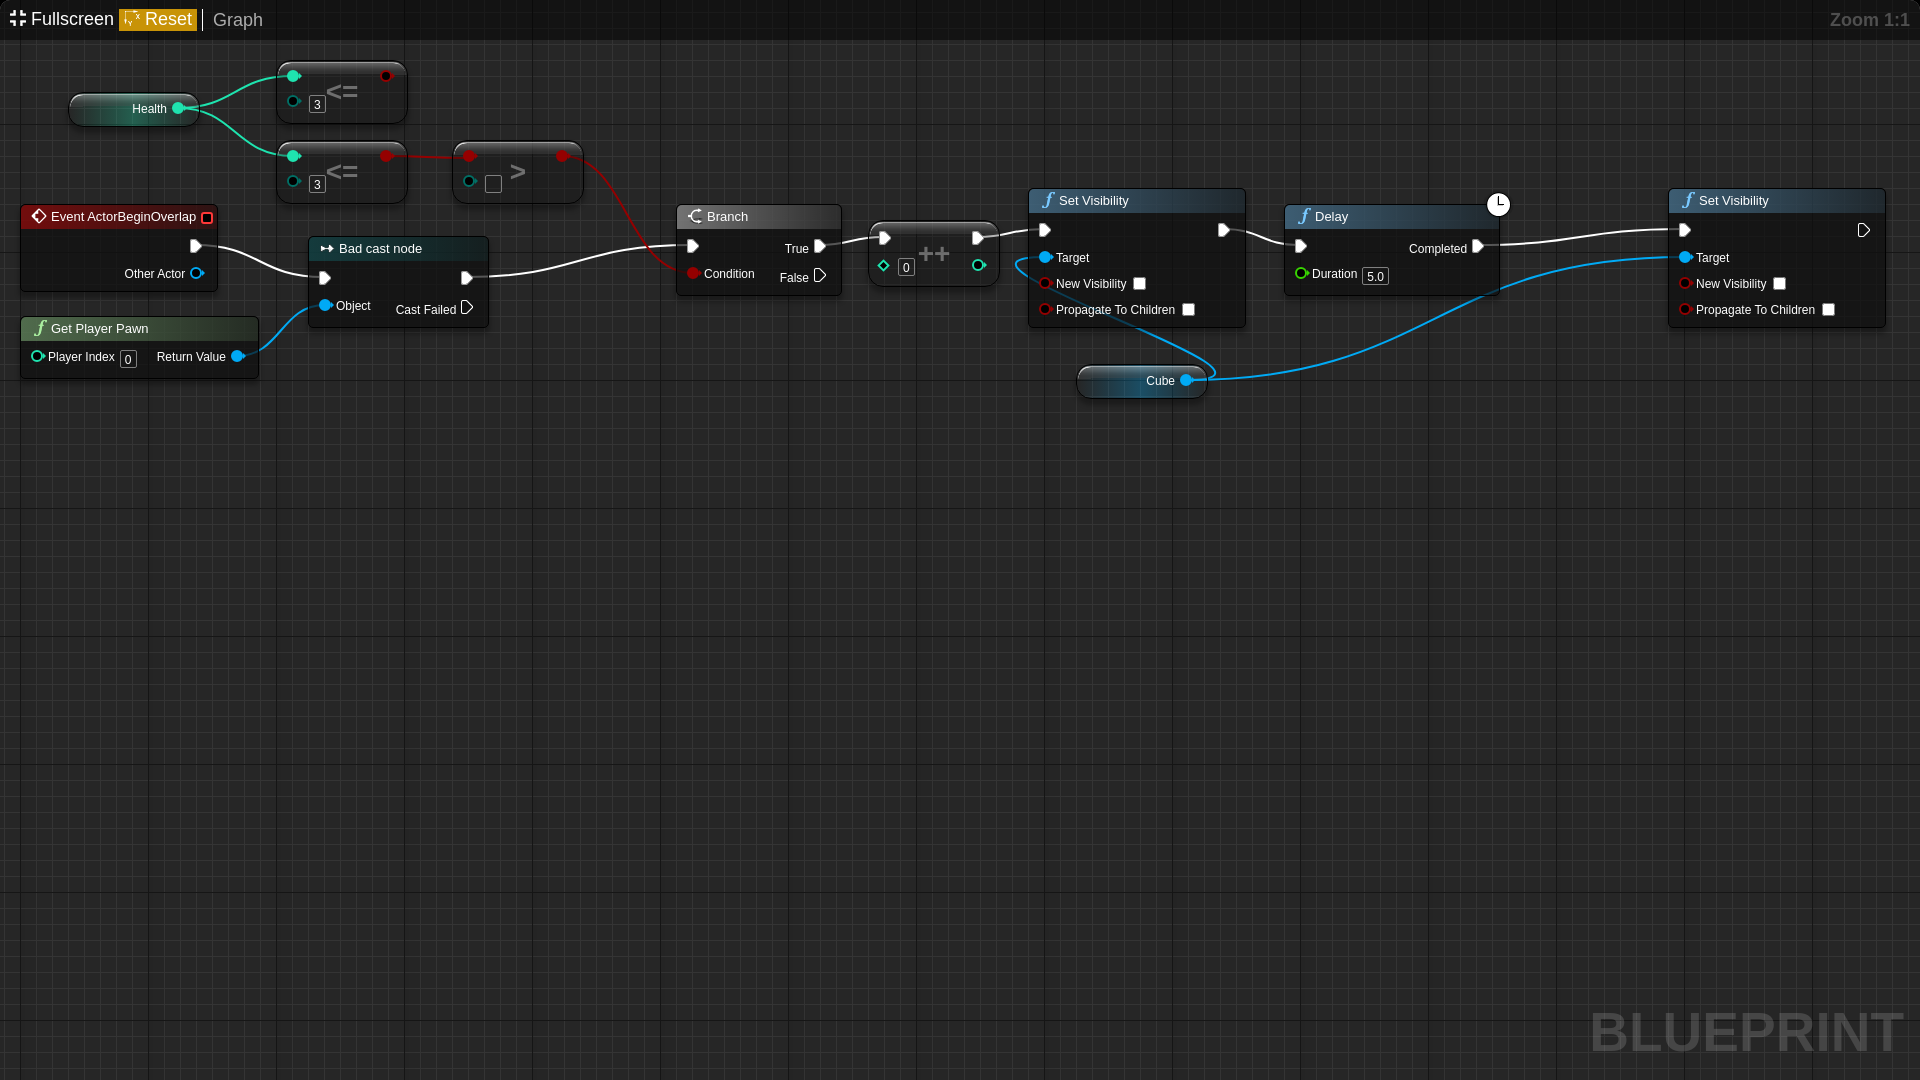 Fullscreen Reset Graph Zoom 1:1
<=
3
Health
<=
3
>
Event ActorBeginOverlap
Other Actor
Bad cast node
Object
Cast Failed
Get Player Pawn
Player Index 0 Return Value
Branch
True
Condition
False
++
0
Set Visibility
Target
New Visibility
Propagate To Children
Delay
Completed
Duration 5.0
Set Visibility
Target
New Visibility
Propagate To Children
Cube
BLUEPRINT